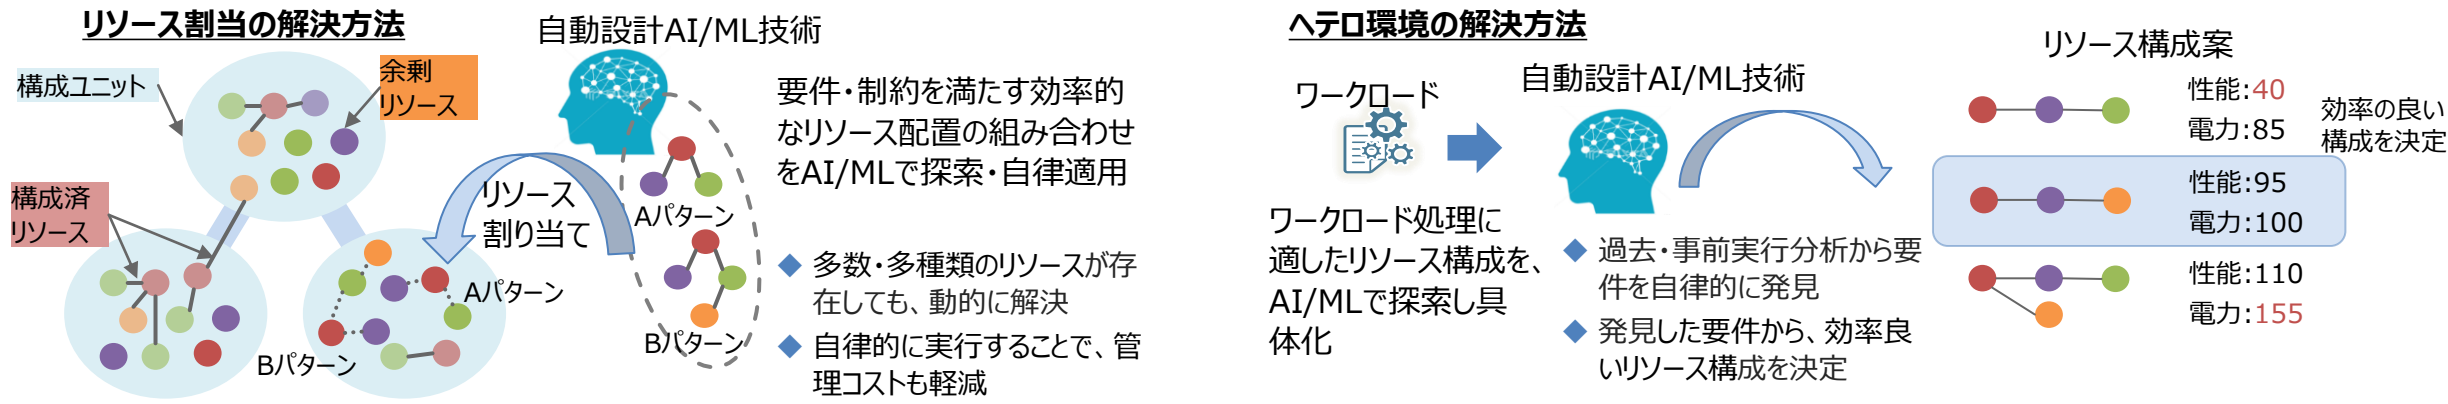 リソース割当の解決方法
自動設計AI/ML技術
構成ユニット
余剰
リソース
構成済
リソース
要件・制約を満たす効率的
なリソース配置の組み合わせ
をAI/MLで探索・自律適用
リソース
割り当て
Aパターン
Bパターン
Aパターン
Bパターン
多数・多種類のリソースが存
在しても、動的に解決
自律的に実行することで、管
理コストも軽減
ヘテロ環境の解決方法
ワークロード
自動設計AI/ML技術
ワークロード処理に
適したリソース構成を、
AI/MLで探索し具
体化
過去・事前実行分析から要
件を自律的に発見
発見した要件から、効率良
いリソース構成を決定
リソース構成案
性能:40
電力:85
効率の良い
構成を決定
性能:95
電力:100
性能:110
電力:155